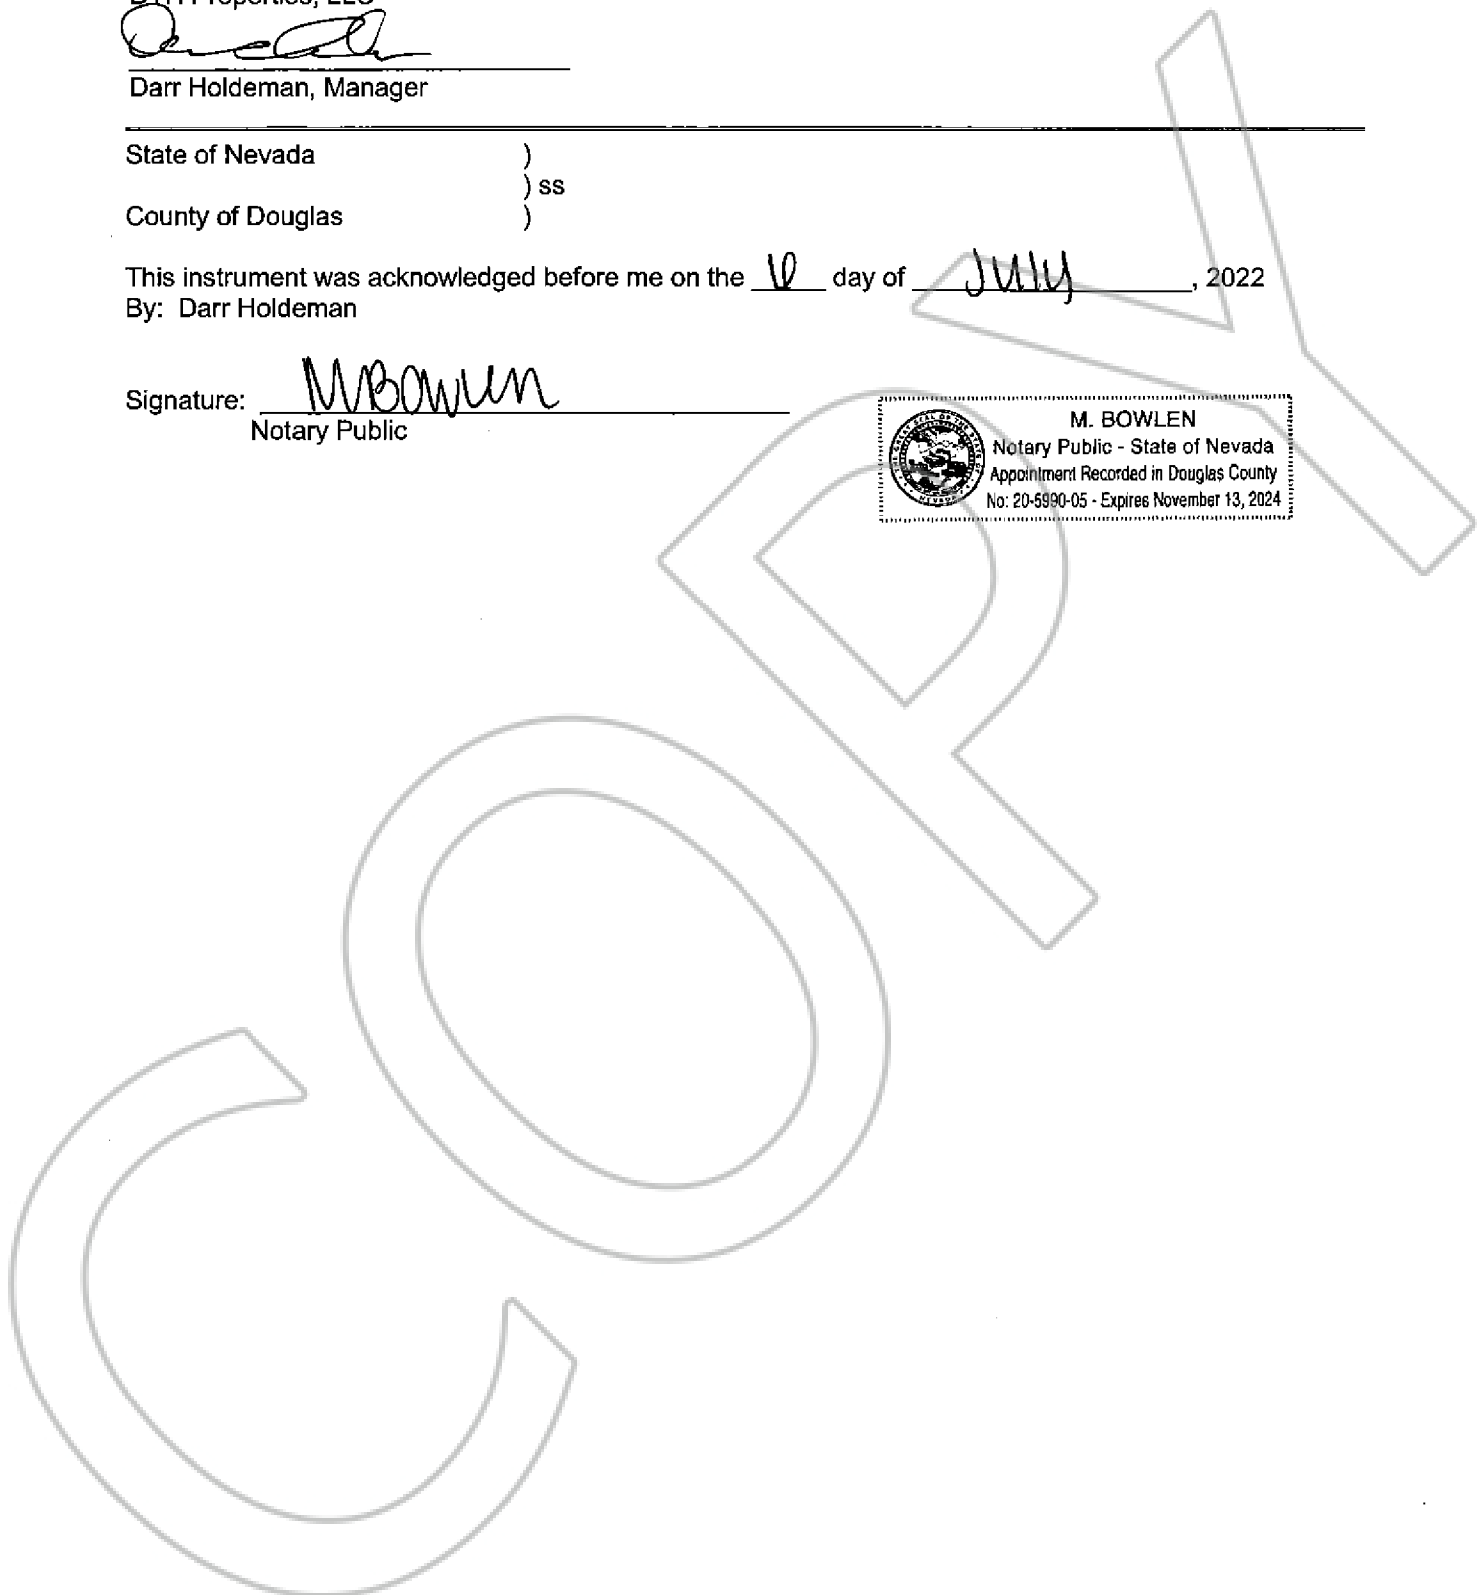 Properties, LLC
Darr Holdeman, Manager
State of Nevada )
) ss
County of Douglas )
This instrument was acknowledged before me on the day of July, 2022
By: Darr Holdeman
Signature: MBowlen
Notary Public
M. BOWLEN
Notary Public - State of Nevada
Appointment Recorded in Douglas County
No: 20-5990-05 - Expires November 13, 2024
COPY